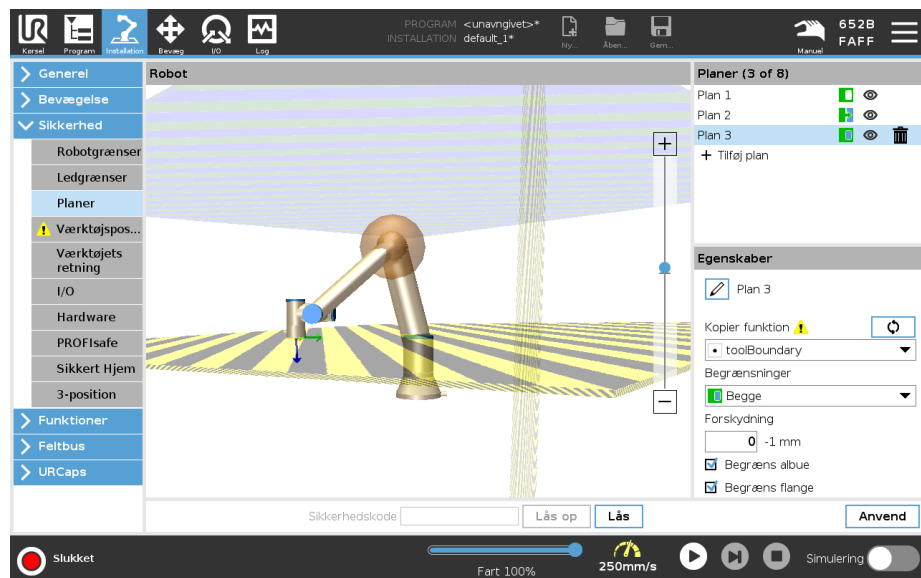 PROGRAM <unavngivet>*
INSTALLATION default_1*
Kørsel
Program
Installation
Bevæg
I/O
Log
Ny...
Åben...
Gem...
Manuel
652B
FAFF
Generel
Bevægelse
Sikkerhed
Robotgrænser
Ledgrænser
Planer
Værktøjspos...
Værktøjets
retning
I/O
Hardware
PROFIsafe
Sikkert Hjem
3-position
Funktioner
Feltbus
URCaps
Robot
Planer (3 of 8)
Plan 1
Plan 2
Plan 3
+ Tilføj plan
Egenskaber
Plan 3
Kopier funktion
toolBoundary
Begrænsninger
Begge
Forskydning
0 -1 mm
Begræns albue
Begræns flange
Sikkerhedskode
Lås op
Lås
Anvend
Slukket
Fart 100%
250mm/s
Simulering